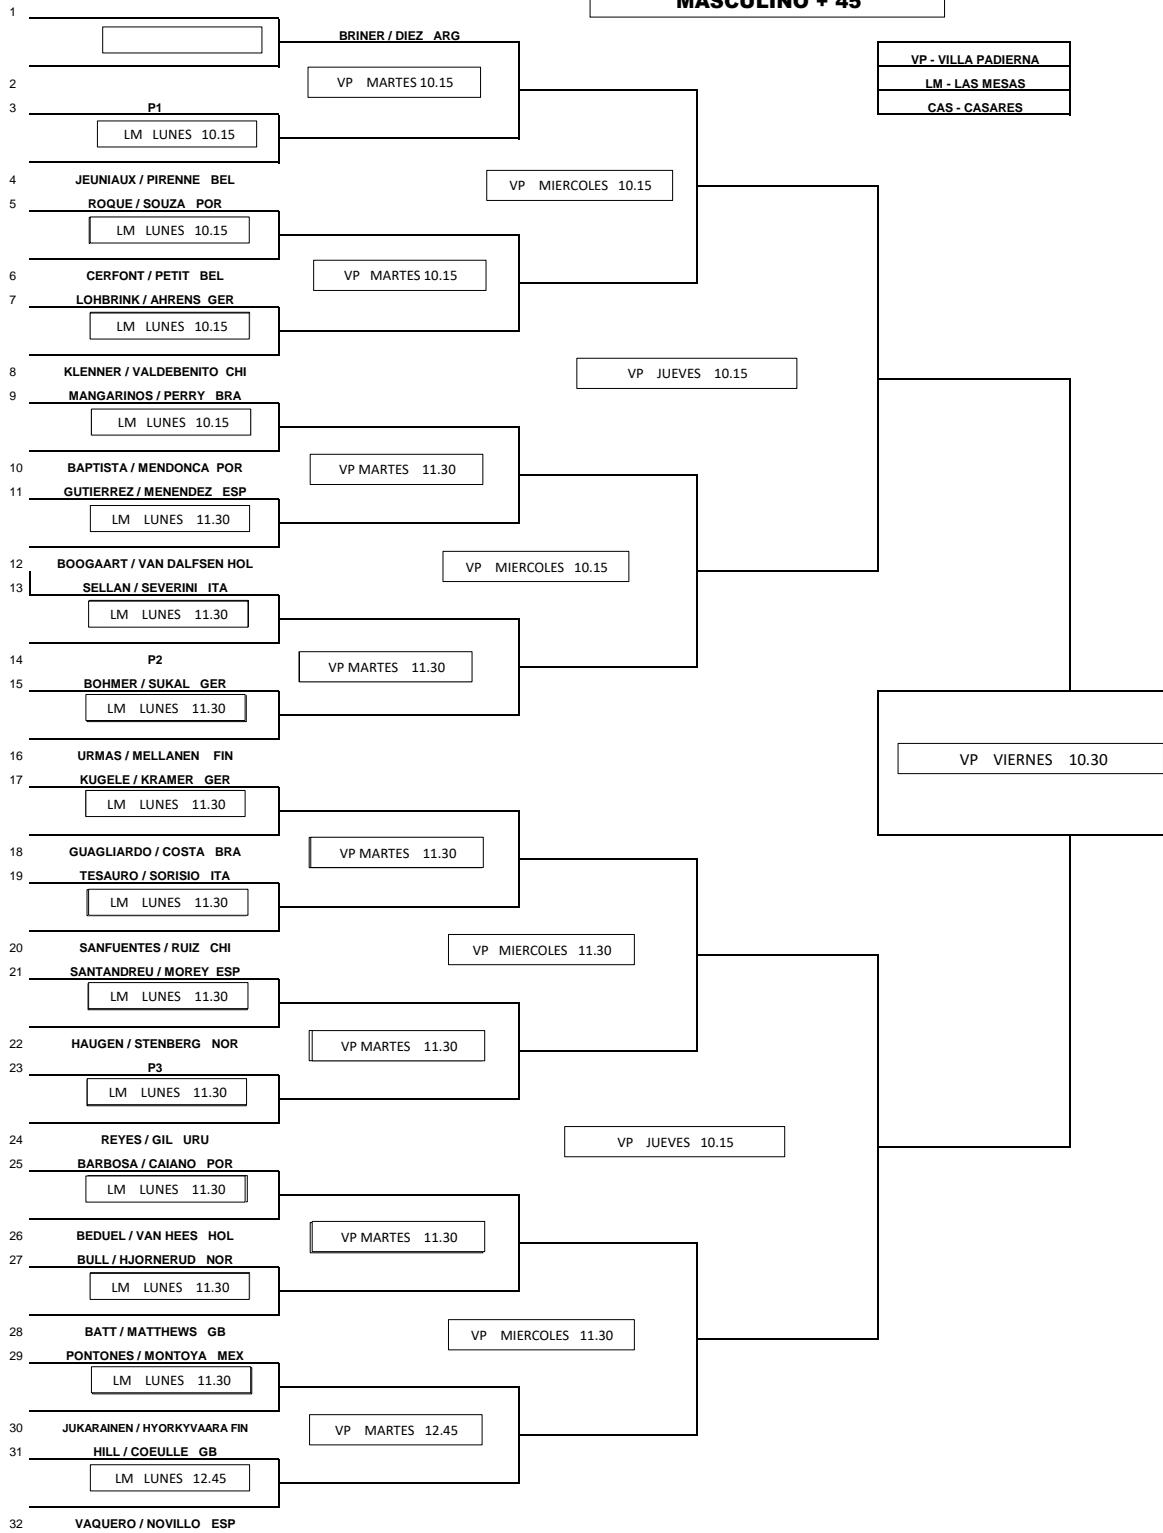 MASCULINO + 45
1
BRINER / DIEZ ARG
VP - VILLA PADIERNA
2
VP MARTES 10.15
LM - LAS MESAS
3 P1
CAS - CASARES
LM LUNES 10.15
4 JEUNIAUX / PIRENNE BEL
VP MIERCOLES 10.15
5 ROQUE / SOUZA POR
LM LUNES 10.15
6 CERFONT / PETIT BEL
VP MARTES 10.15
7 LOHBRINK / AHRENS GER
LM LUNES 10.15
8 KLENNER / VALDEBENITO CHI
VP JUEVES 10.15
9 MANGARINOS / PERRY BRA
LM LUNES 10.15
10 BAPTISTA / MENDONCA POR
VP MARTES 11.30
11 GUTIERREZ / MENENDEZ ESP
LM LUNES 11.30
12 BOOGAART / VAN DALFSEN HOL
VP MIERCOLES 10.15
13 SELLAN / SEVERINI ITA
LM LUNES 11.30
14 P2
VP MARTES 11.30
15 BOHMER / SUKAL GER
LM LUNES 11.30
16 URMAS / MELLANEN FIN
VP VIERNES 10.30
17 KUGELE / KRAMER GER
LM LUNES 11.30
18 GUAGLIARDO / COSTA BRA
VP MARTES 11.30
19 TESAURO / SORISIO ITA
LM LUNES 11.30
20 SANFUENTES / RUIZ CHI
VP MIERCOLES 11.30
21 SANTANDREU / MOREY ESP
LM LUNES 11.30
22 HAUGEN / STENBERG NOR
VP MARTES 11.30
23 P3
LM LUNES 11.30
24 REYES / GIL URU
VP JUEVES 10.15
25 BARBOSA / CAIANO POR
LM LUNES 11.30
26 BEDUEL / VAN HEES HOL
VP MARTES 11.30
27 BULL / HJORNERUD NOR
LM LUNES 11.30
28 BATT / MATTHEWS GB
VP MIERCOLES 11.30
29 PONTONES / MONTOYA MEX
LM LUNES 11.30
30 JUKARAINEN / HYORKYVAARA FIN
VP MARTES 12.45
31 HILL / COEULLE GB
LM LUNES 12.45
32 VAQUERO / NOVILLO ESP